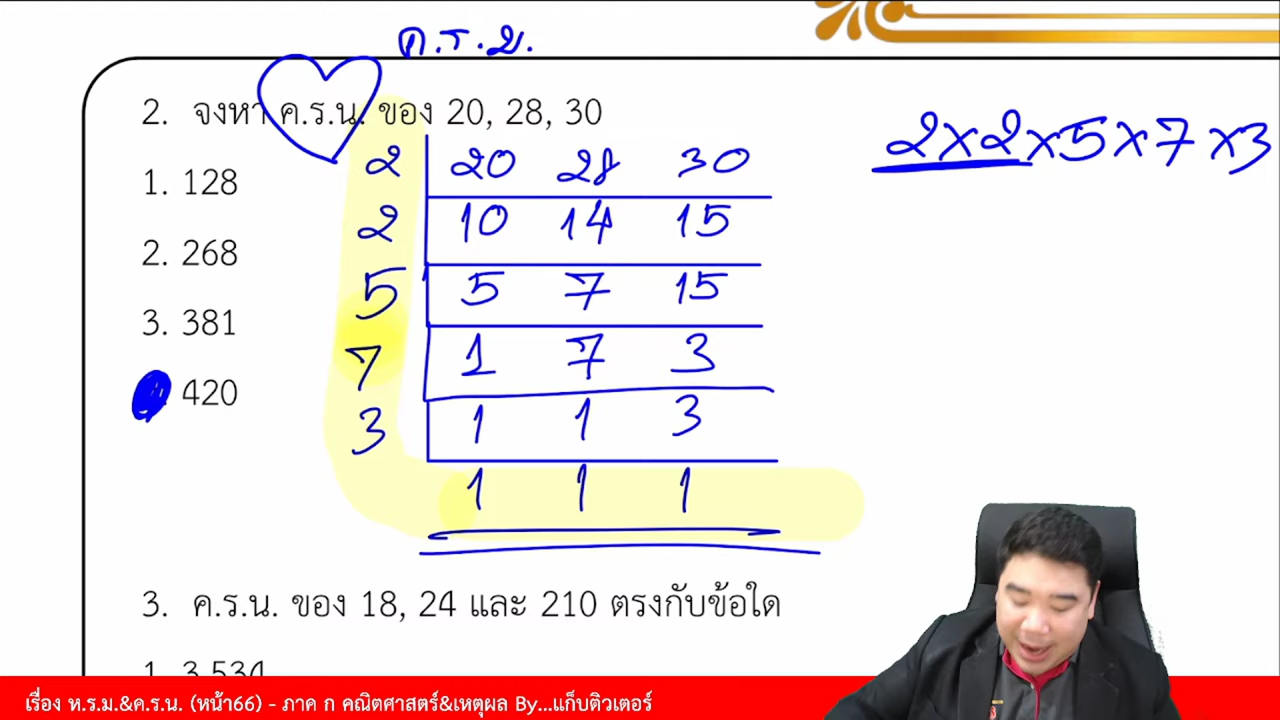 ค.ร.ม.
2. จงหา ค.ร.น. ของ 20, 28, 30
2×2×5×7×3
1. 128
2. 268
3. 381
420
2 20 28 30
2 10 14 15
5 5 7 15
7 1 7 3
3 1 1 3
1 1 1
3. ค.ร.น. ของ 18, 24 และ 210 ตรงกับข้อใด
1. 3,534
เรื่อง ห.ร.ม.&ค.ร.น. (หน้า66) - ภาค ก คณิตศาสตร์&เหตุผล By...แก็บติวเตอร์